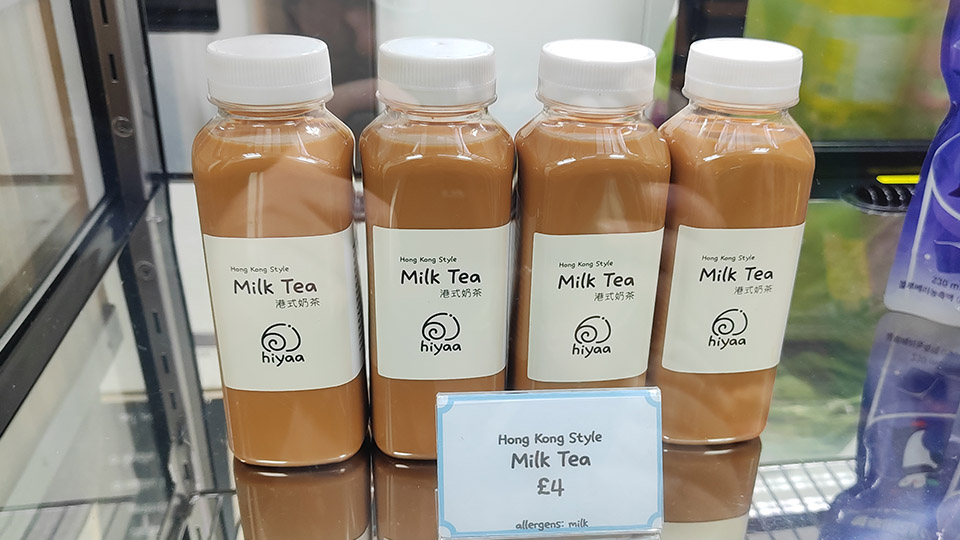 Hong Kong Style
Milk Tea
港式奶茶
hiyaa
Hong Kong Style
Milk Tea
港式奶茶
hiyaa
Hong Kong Style
Milk Tea
港式奶茶
hiyaa
Hong Kong Style
Milk Tea
港式奶茶
hiyaa
Hong Kong Style
Milk Tea
£4
allergens: milk
230 m